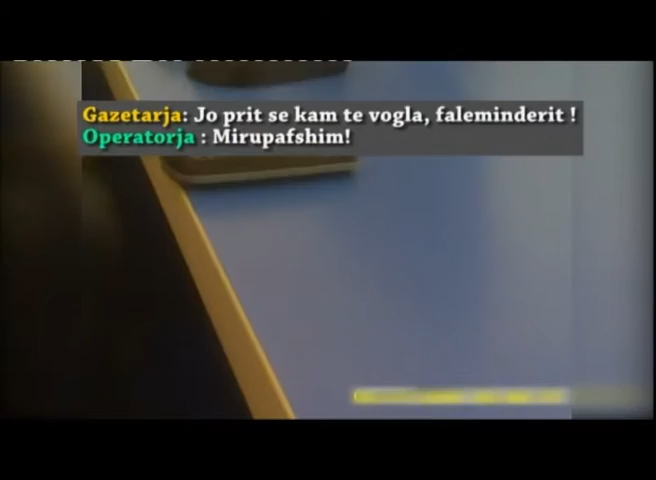 Gazetarja: Jo prit se kam te vogla, faleminderit !
Operatorja : Mirupafshim!